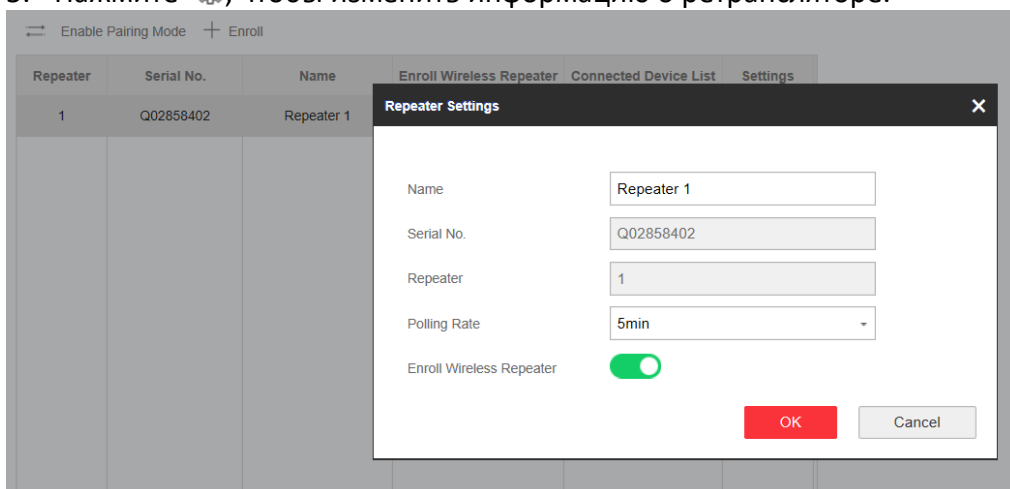 Нажмите , чтобы изменить информацию о ретрансляторе.
Enable Pairing Mode + Enroll
Repeater Serial No. Name Enroll Wireless Repeater Connected Device List Settings
1 Q02858402 Repeater 1
Repeater Settings
Name Repeater 1
Serial No. Q02858402
Repeater 1
Polling Rate 5min
Enroll Wireless Repeater
OK Cancel